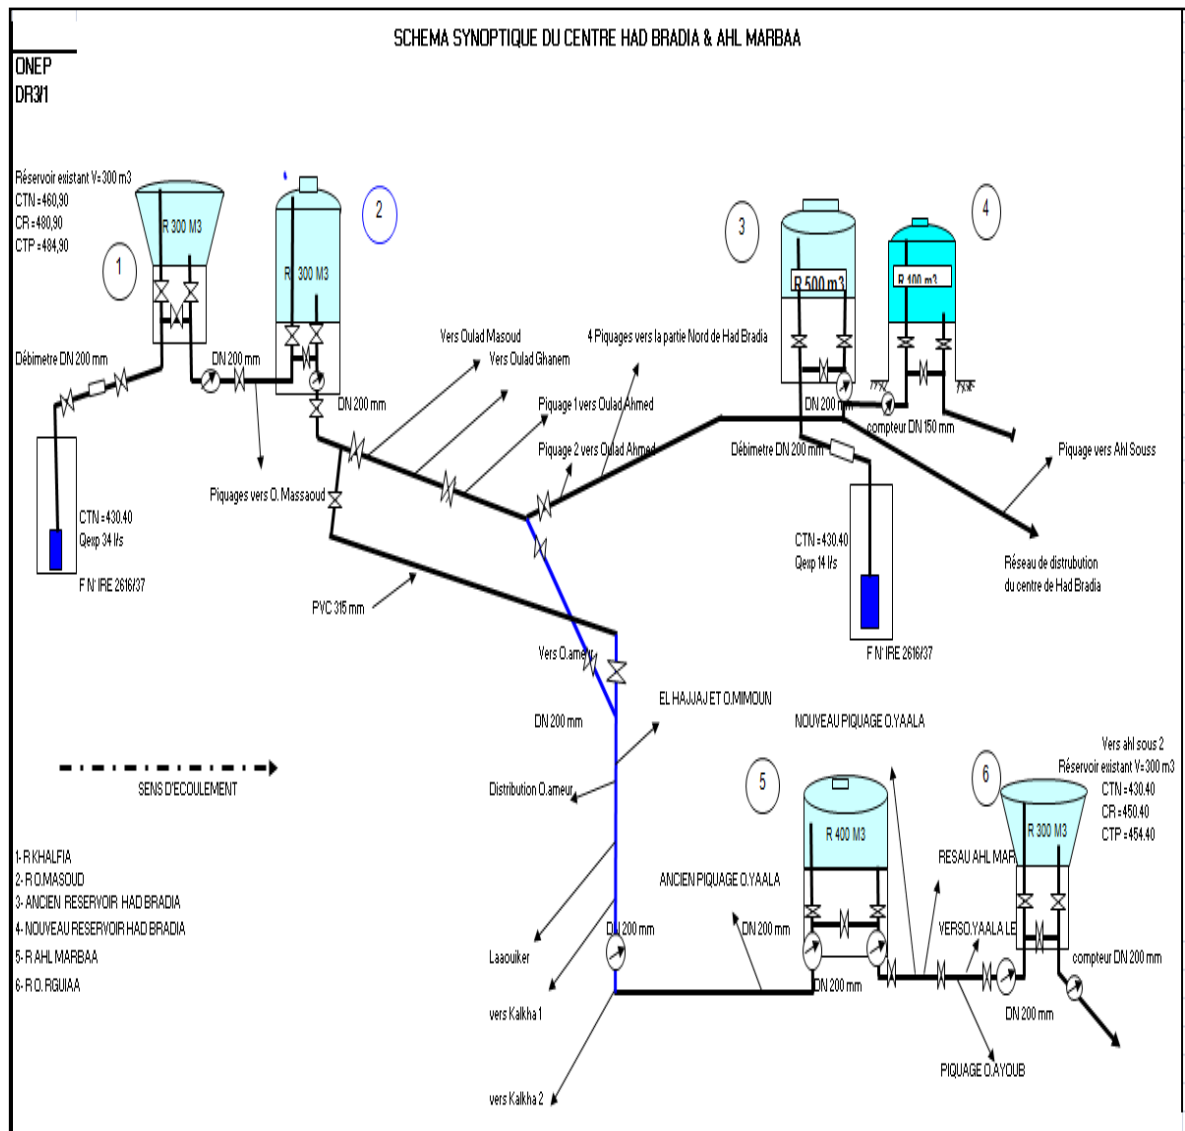 SCHEMA SYNOPTIQUE DU CENTRE HAD BRADIA & AHL MARBAA
ONEP
DR3/1
Réservoir existant V= 300 m3
CTN = 460,90
CR = 480,90
CTP = 484,90
R 300 M3
1
R 300 M3
2
3
R 500 m3
4
R 100 m3
Débimetre DN 200 mm
DN 200 mm
DN 200 mm
Vers Oulad Masoud
Vers Oulad Ghanem
Piquage 1 vers Oulad Ahmed
Piquage 2 vers Oulad Ahmed
4 Piquages vers la partie Nord de Had Bradia
DN 200 mm
compteur DN 150 mm
Débimetre DN 200 mm
Piquage vers Ahl Souss
Piquages vers O. Massaoud
CTN = 430.40
Qexp 34 l/s
F N° IRE 2616/37
CTN = 430.40
Qexp 14 l/s
F N° IRE 2616/37
Réseau de distrubution
du centre de Had Bradia
PVC 315 mm
Vers O.ameur
DN 200 mm
EL HAJJAJ ET O.MIMOUN
NOUVEAU PIQUAGE O.YAALA
Vers ahl sous 2
Réservoir existant V= 300 m3
CTN = 430.40
CR = 450.40
CTP = 454.40
SENS D'ECOULEMENT
Distribution O.ameur
5
R 400 M3
6
R 300 M3
1- R KHALFIA
2- R O.MASOUD
3- ANCIEN RESERVOIR HAD BRADIA
4- NOUVEAU RESERVOIR HAD BRADIA
5- R AHL MARBAA
6- R O. RGUIAA
ANCIEN PIQUAGE O.YAALA
RESAU AHL MAR
DN 200 mm
DN 200 mm
VERSO.YAALA LE
Laaouiker
compteur DN 200 mm
DN 200 mm
DN 200 mm
vers Kalkha 1
PIQUAGE O.AYOUB
vers Kalkha 2